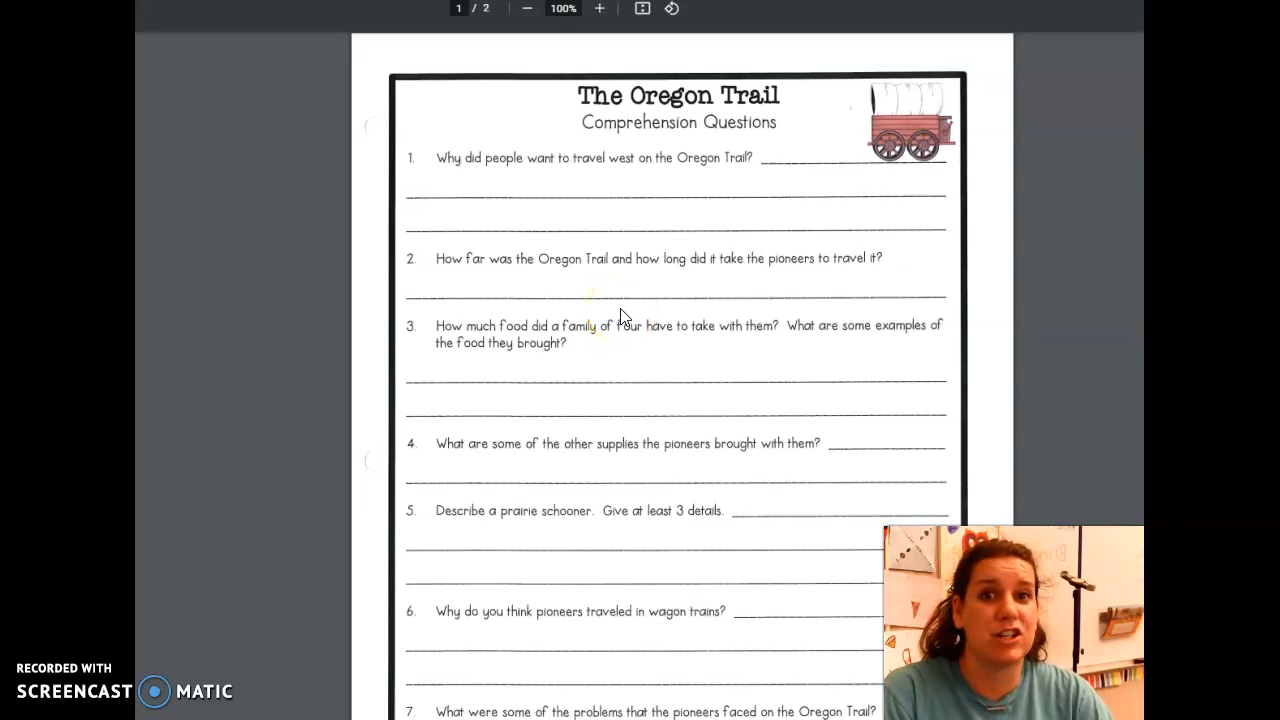 1 / 2 — 100% +
The Oregon Trail
Comprehension Questions
1. Why did people want to travel west on the Oregon Trail?
2. How far was the Oregon Trail and how long did it take the pioneers to travel it?
3. How much food did a family of four have to take with them? What are some examples of
the food they brought?
4. What are some of the other supplies the pioneers brought with them?
5. Describe a prairie schooner. Give at least 3 details.
6. Why do you think pioneers traveled in wagon trains?
7. What were some of the problems that the pioneers faced on the Oregon Trail?
RECORDED WITH
SCREENCAST MATIC